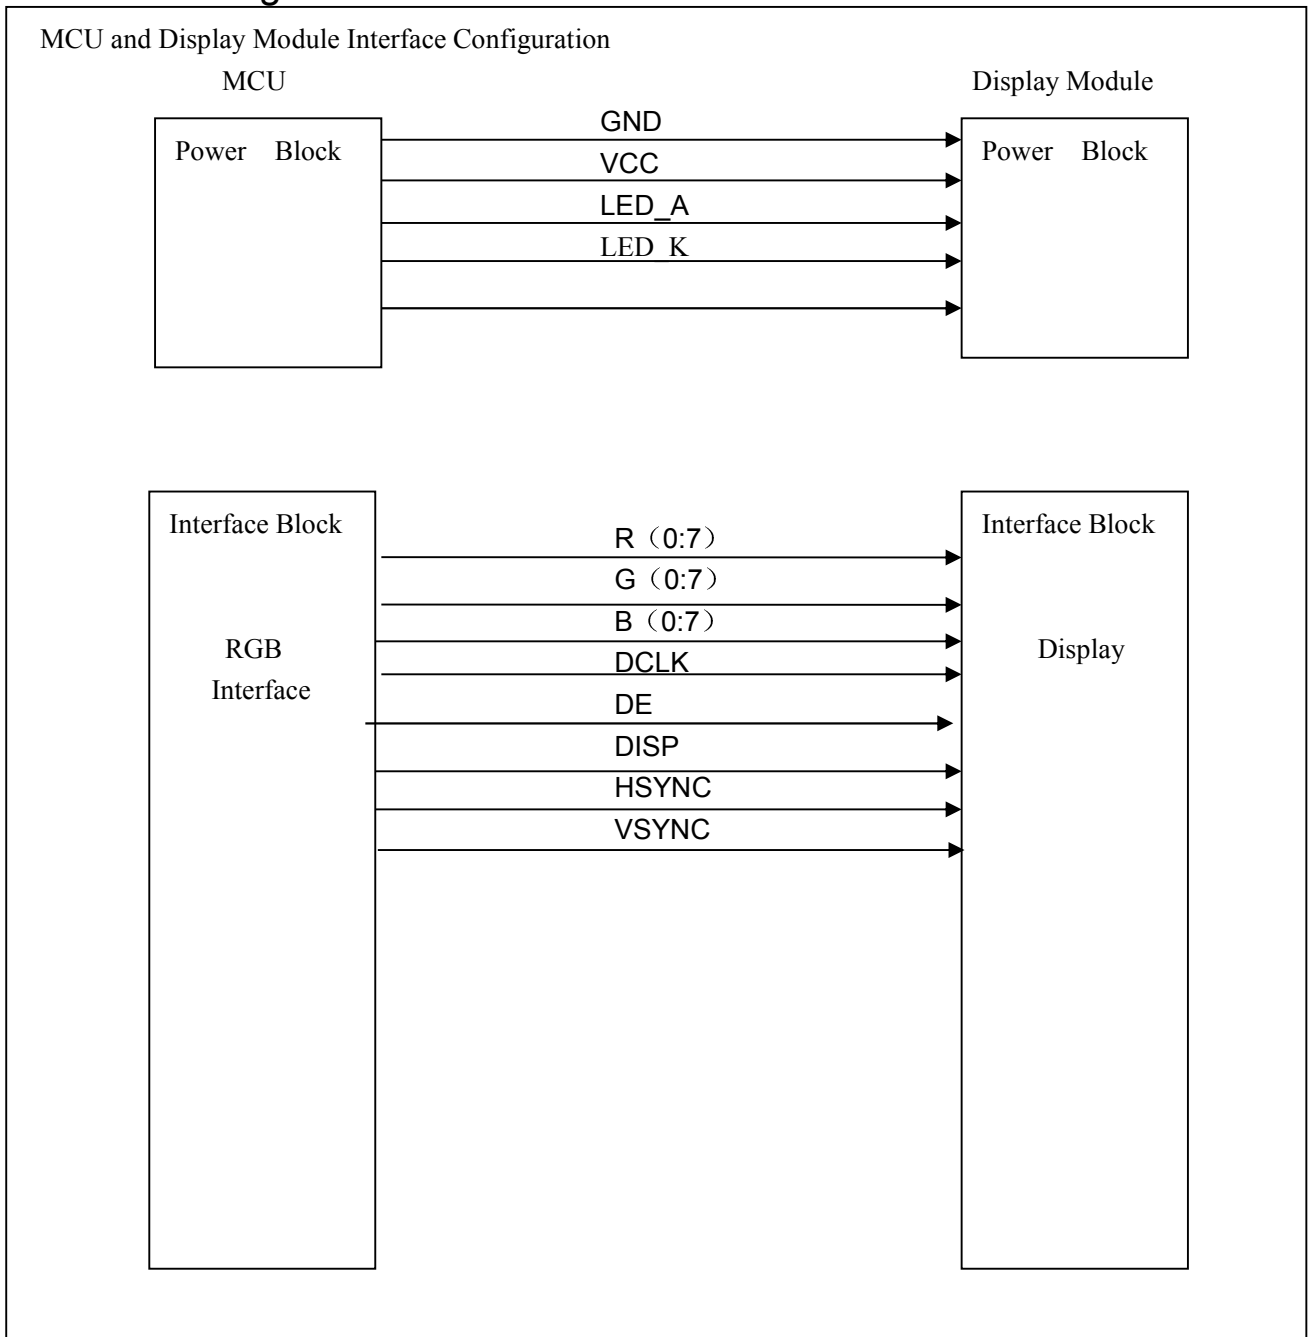 MCU and Display Module Interface Configuration
MCU Display Module
GND
Power Block Power Block
VCC
LED_A
LED_K
Interface Block Interface Block
R（0:7）
G（0:7）
B（0:7）
RGB Display
DCLK
Interface
DE
DISP
HSYNC
VSYNC